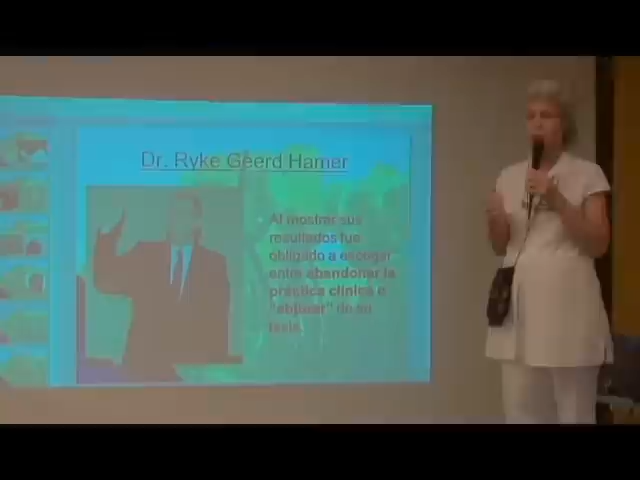 Dr. Ryke Geerd Hamer
Al mostrar sus
resultados fue
obligado a escoger
entre abandonar la
práctica clínica o
"abjurar" de su
tesis.